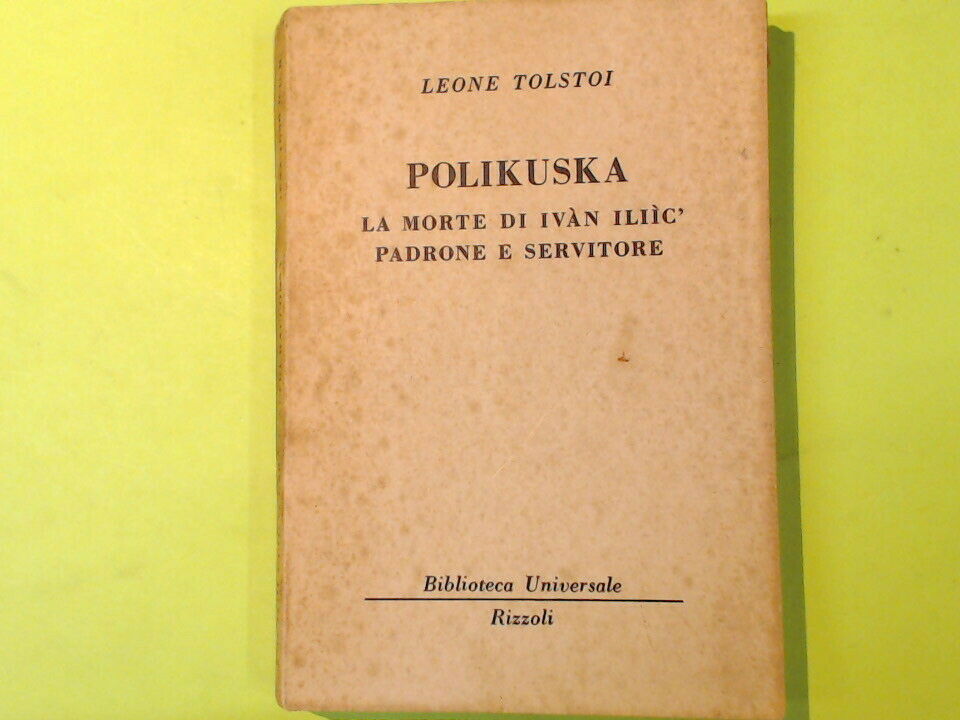 LEONE TOLSTOI
POLIKUSKA
LA MORTE DI IVÀN ILIÌC'
PADRONE E SERVITORE
Biblioteca Universale
Rizzoli